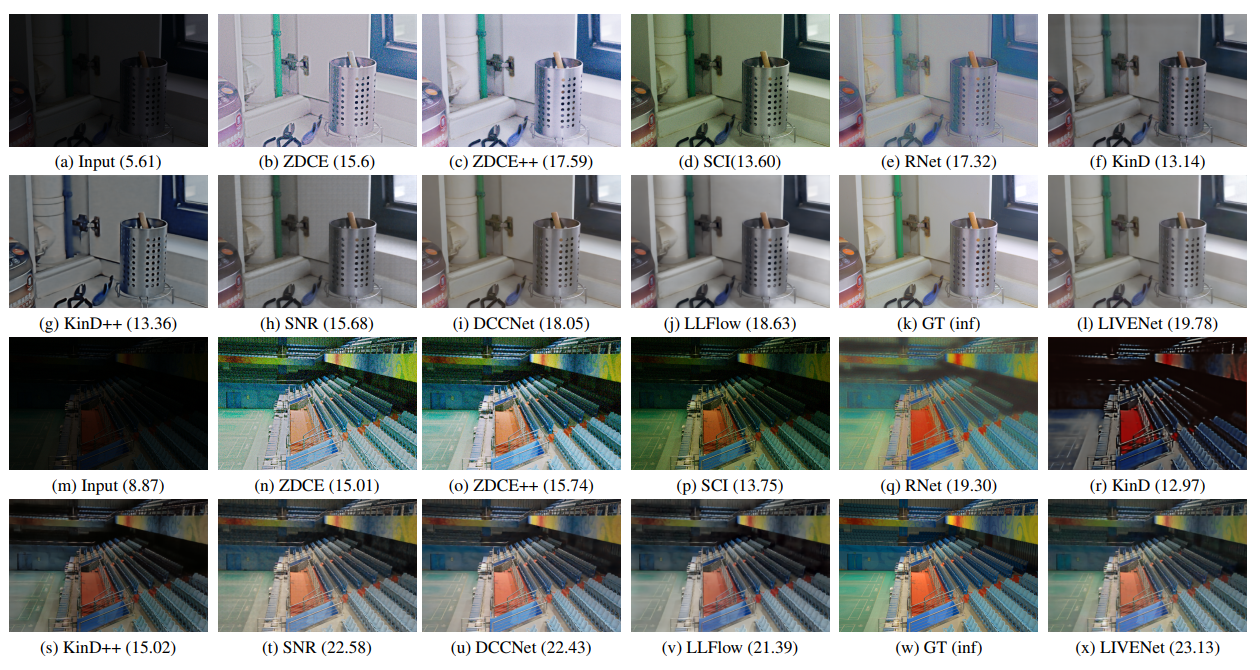 (a) Input (5.61) (b) ZDCE (15.6) (c) ZDCE++ (17.59) (d) SCI(13.60) (e) RNet (17.32) (f) KinD (13.14)
(g) KinD++ (13.36) (h) SNR (15.68) (i) DCCNet (18.05) (j) LLFlow (18.63) (k) GT (inf) (l) LIVENet (19.78)
(m) Input (8.87) (n) ZDCE (15.01) (o) ZDCE++ (15.74) (p) SCI (13.75) (q) RNet (19.30) (r) KinD (12.97)
(s) KinD++ (15.02) (t) SNR (22.58) (u) DCCNet (22.43) (v) LLFlow (21.39) (w) GT (inf) (x) LIVENet (23.13)